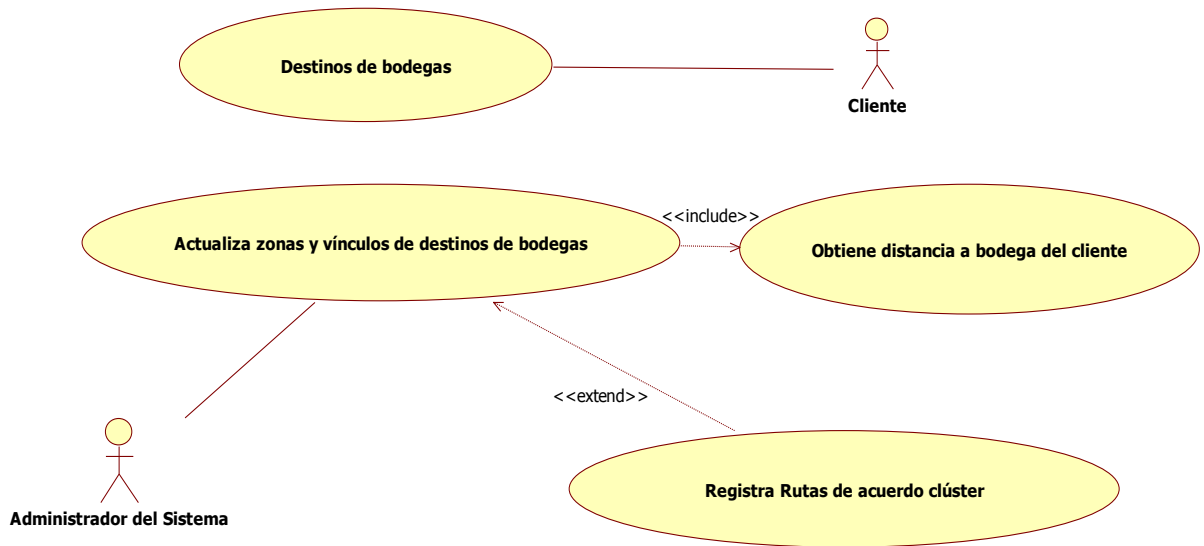 Destinos de bodegas
Cliente
<<include>>
Actualiza zonas y vínculos de destinos de bodegas
Obtiene distancia a bodega del cliente
<<extend>>
Registra Rutas de acuerdo clúster
Administrador del Sistema